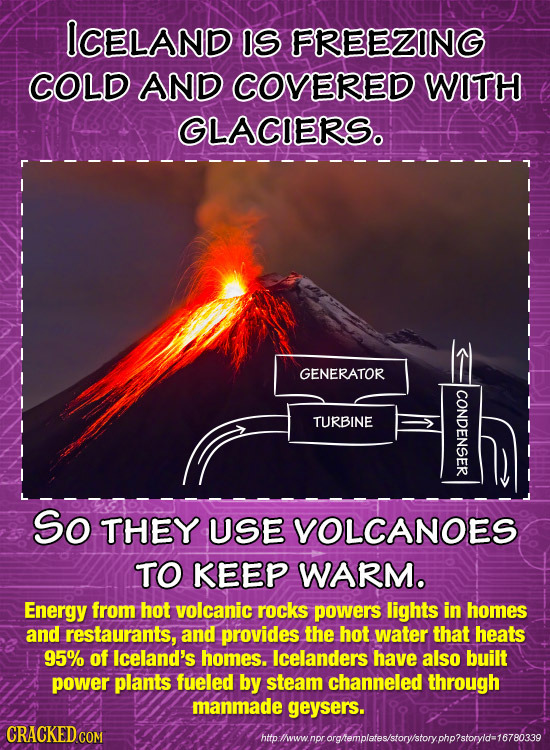 ICELAND IS FREEZING
COLD AND COVERED WITH
GLACIERS.
GENERATOR
TURBINE
CONDENSER
SO THEY USE VOLCANOES
TO KEEP WARM.
Energy from hot volcanic rocks powers lights in homes
and restaurants, and provides the hot water that heats
95% of Iceland's homes. Icelanders have also built
power plants fueled by steam channeled through
manmade geysers.
CRACKED.COM
http://www.npr.org/templates/story/story.php?storyId=16780339